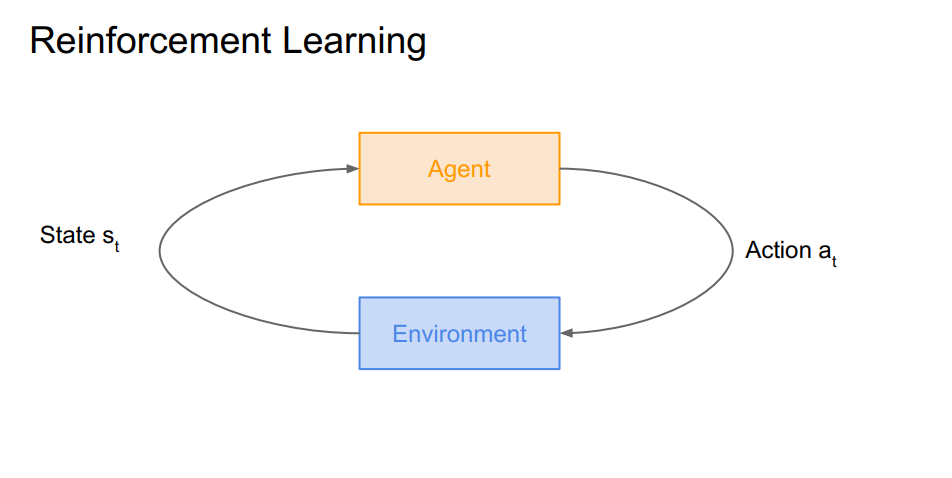 Reinforcement Learning
Agent
State sₜ
Action aₜ
Environment